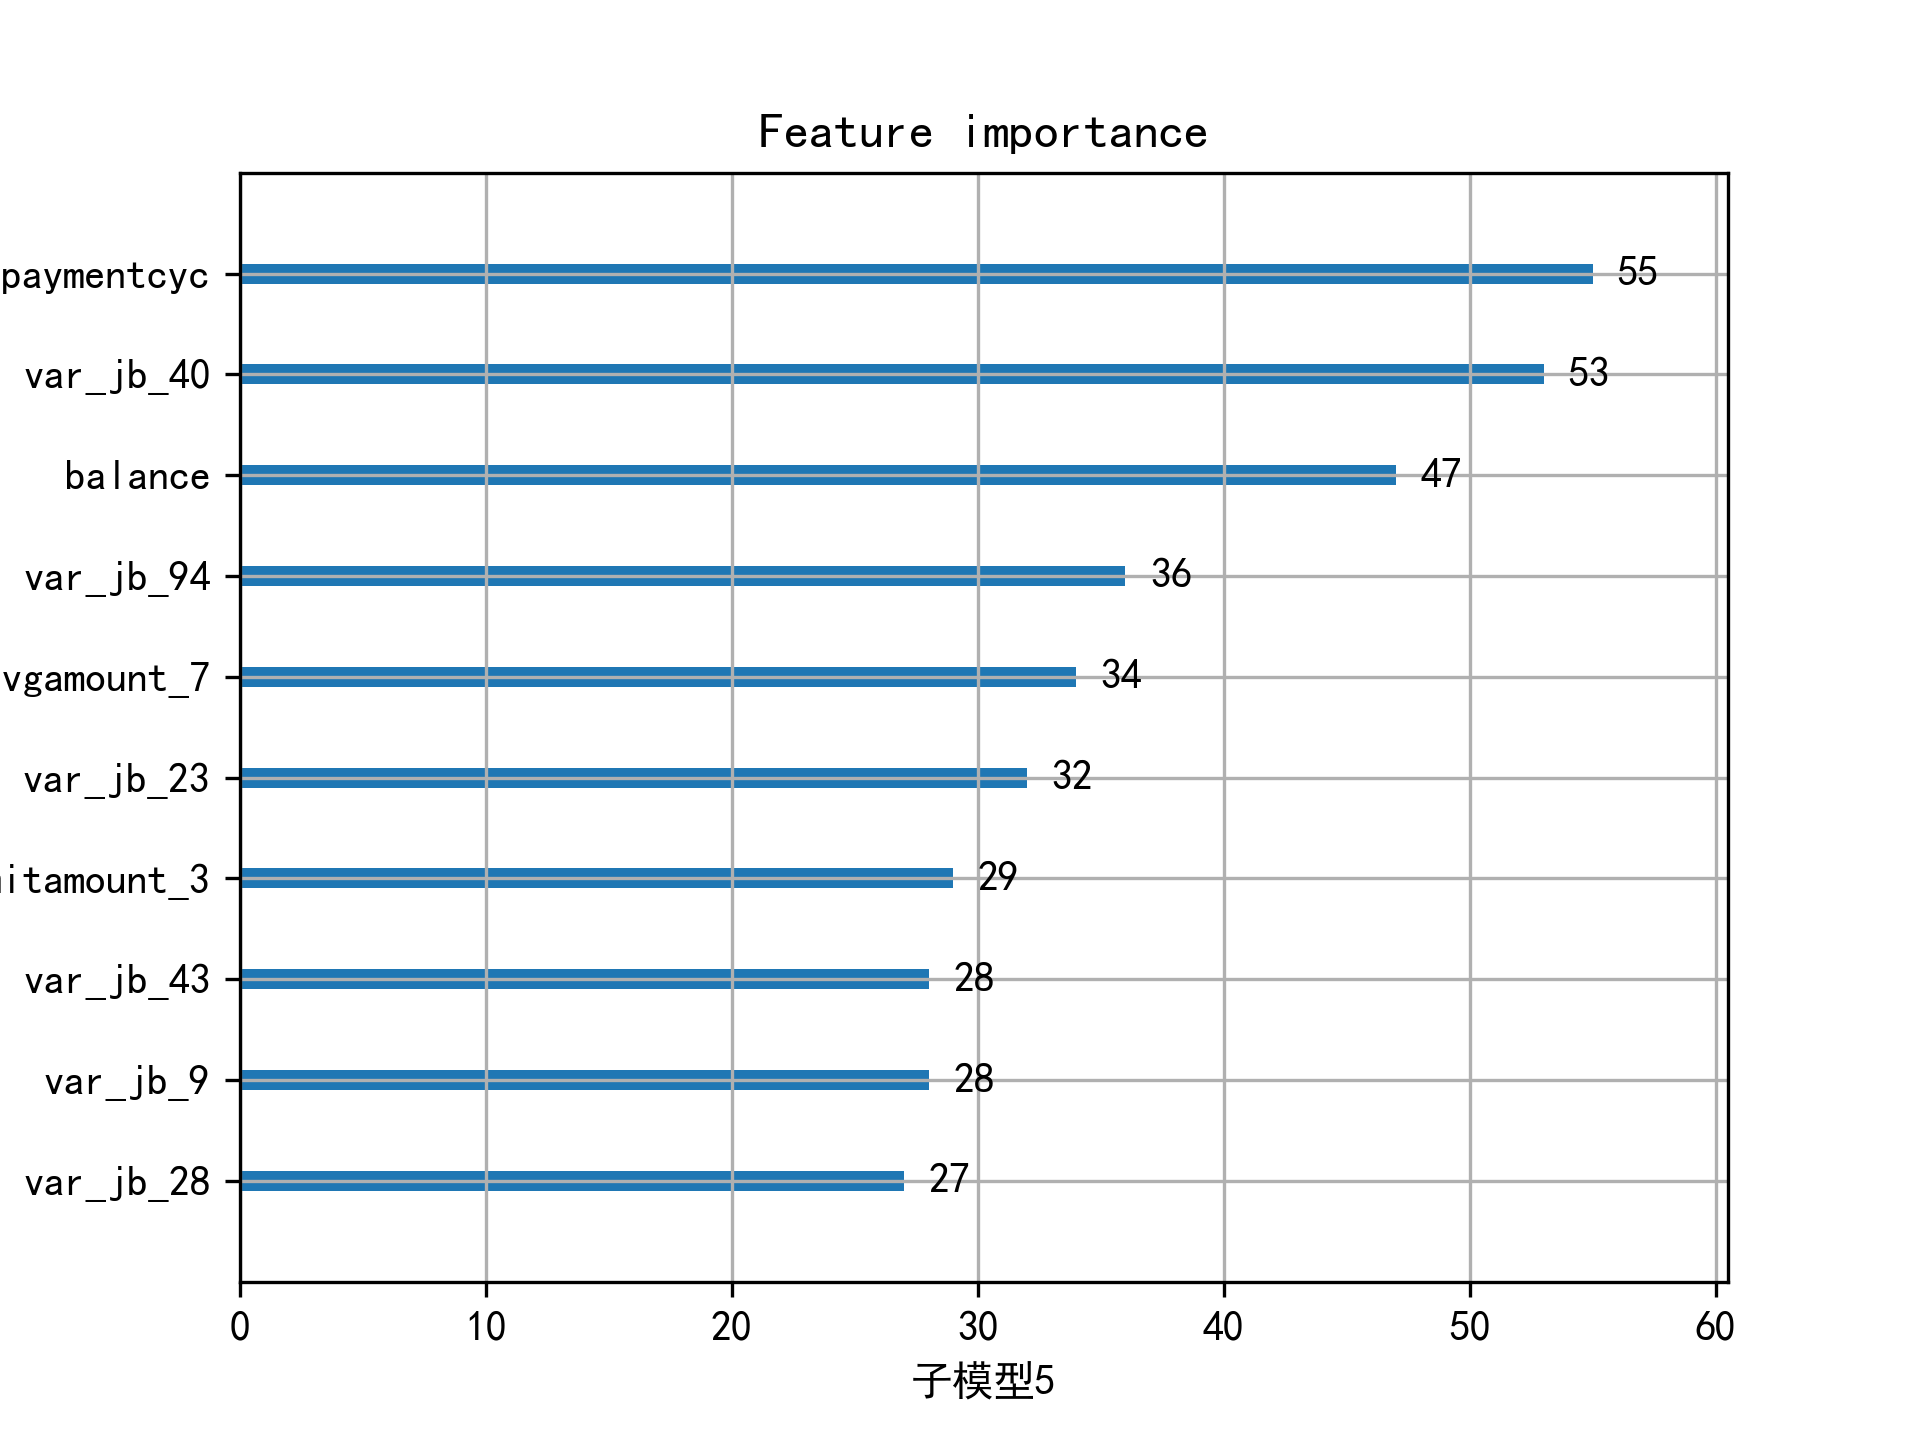 Feature importance
paymentcyc 55
var_jb_40 53
balance 47
var_jb_94 36
vgamount_7 34
var_jb_23 32
itamount_3 29
var_jb_43 28
var_jb_9 28
var_jb_28 27
0 10 20 30 40 50 60
子模型5